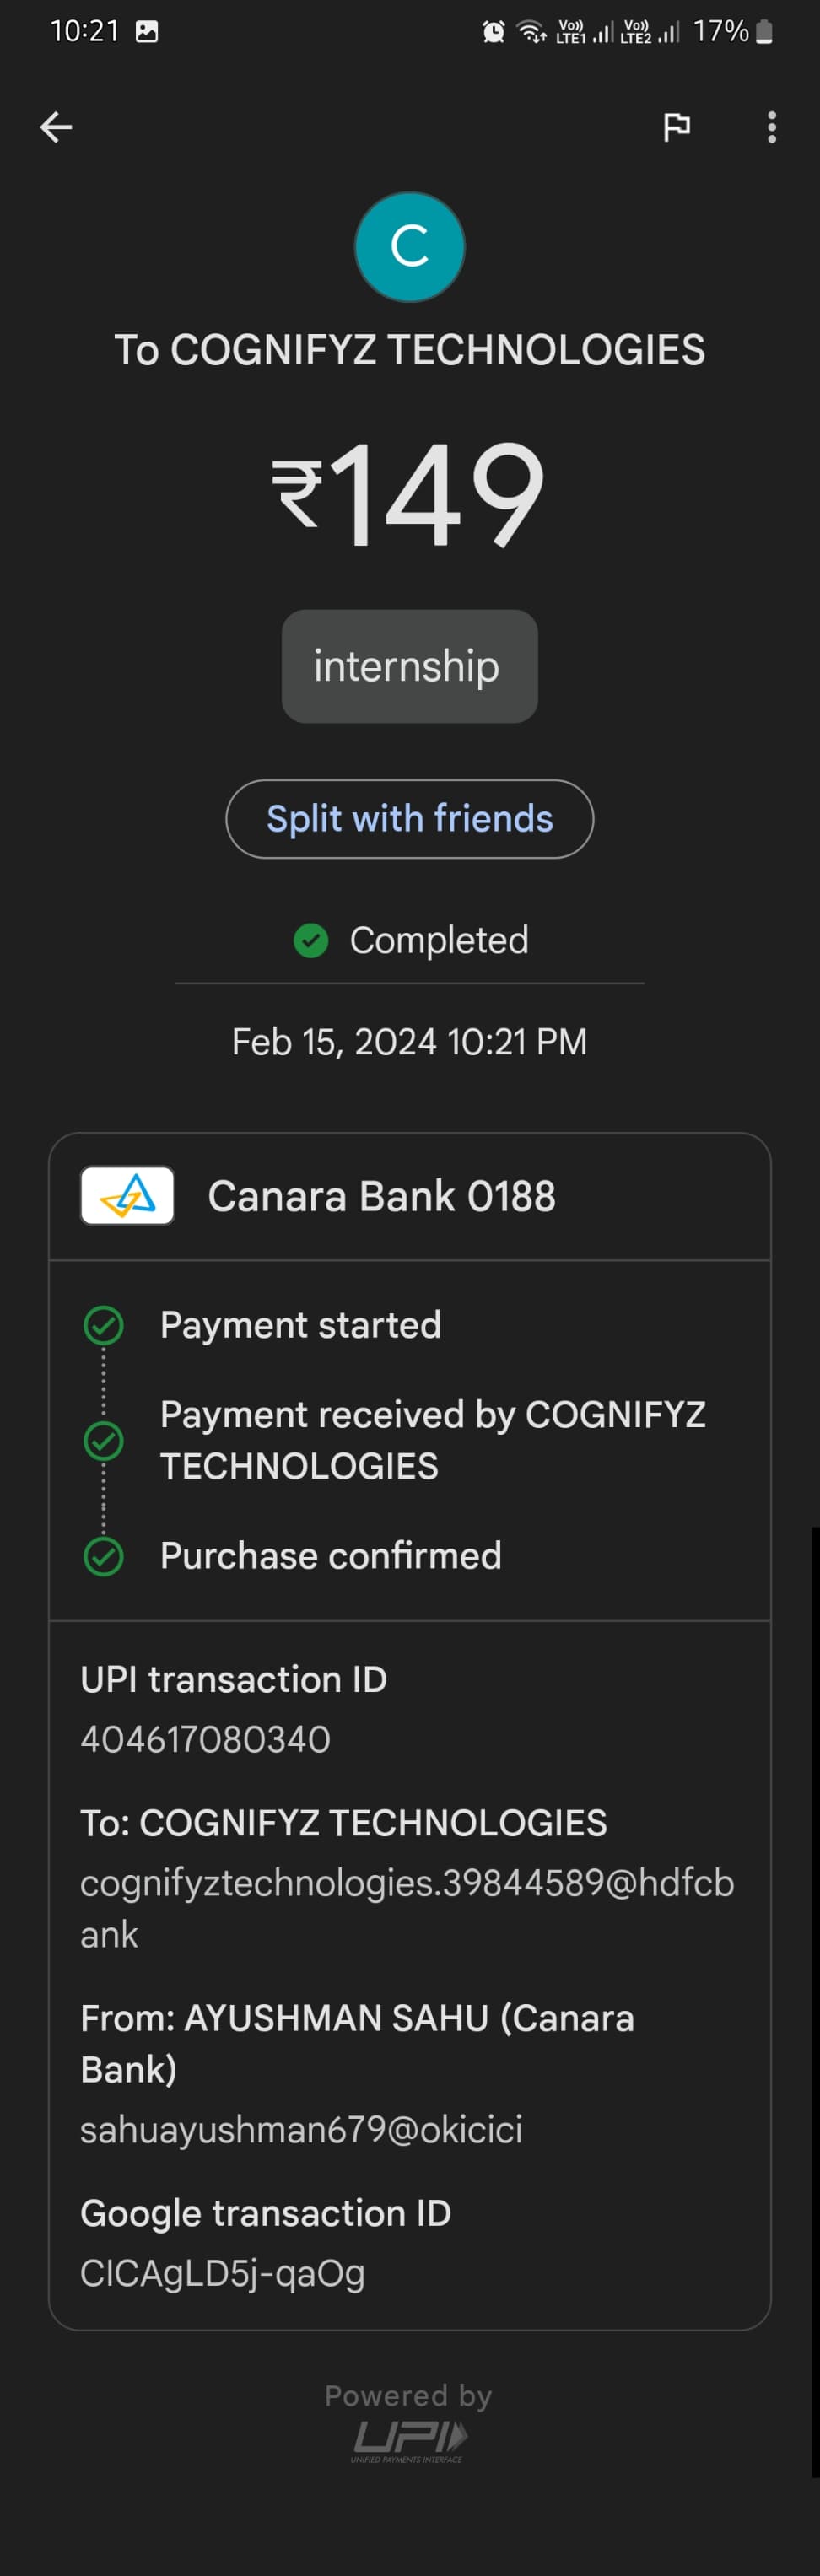 10:21 Vo)) LTE1 Vo)) LTE2 17%
C
To COGNIFYZ TECHNOLOGIES
₹149
internship
Split with friends
Completed
Feb 15, 2024 10:21 PM
Canara Bank 0188
Payment started
Payment received by COGNIFYZ
TECHNOLOGIES
Purchase confirmed
UPI transaction ID
404617080340
To: COGNIFYZ TECHNOLOGIES
cognifyztechnologies.39844589@hdfcb
ank
From: AYUSHMAN SAHU (Canara
Bank)
sahuayushman679@okicici
Google transaction ID
CICAgLD5j-qaOg
Powered by
UPI
UNIFIED PAYMENTS INTERFACE